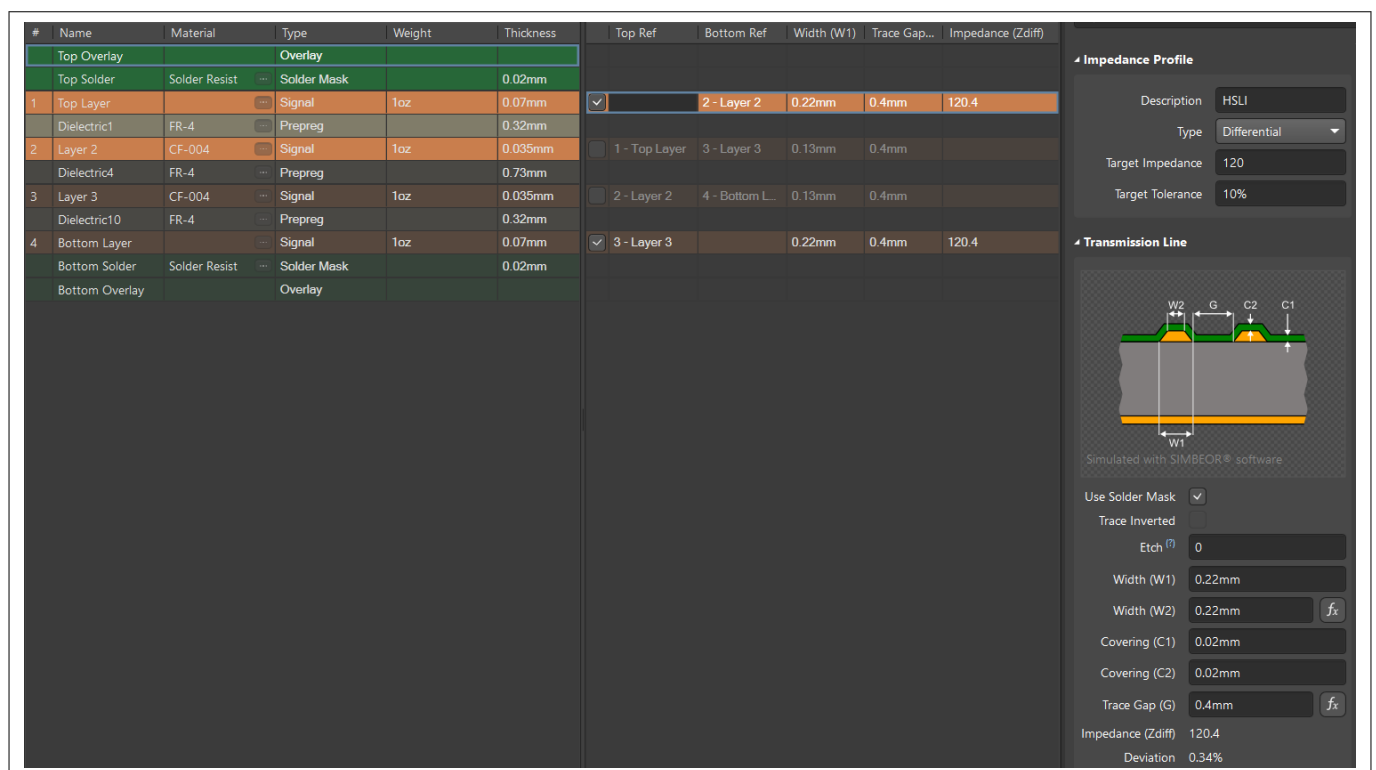 # Name Material Type Weight Thickness Top Ref Bottom Ref Width (W1) Trace Gap... Impedance (Zdiff)
Top Overlay Overlay
Top Solder Solder Resist ... Solder Mask 0.02mm
1 Top Layer ... Signal 1oz 0.07mm 2 - Layer 2 0.22mm 0.4mm 120.4
Dielectric1 FR-4 ... Prepreg 0.32mm
2 Layer 2 CF-004 ... Signal 1oz 0.035mm 1 - Top Layer 3 - Layer 3 0.13mm 0.4mm
Dielectric4 FR-4 ... Prepreg 0.73mm
3 Layer 3 CF-004 ... Signal 1oz 0.035mm 2 - Layer 2 4 - Bottom L... 0.13mm 0.4mm
Dielectric10 FR-4 ... Prepreg 0.32mm
4 Bottom Layer ... Signal 1oz 0.07mm 3 - Layer 3 0.22mm 0.4mm 120.4
Bottom Solder Solder Resist ... Solder Mask 0.02mm
Bottom Overlay Overlay
Impedance Profile
Description HSLI
Type Differential
Target Impedance 120
Target Tolerance 10%
Transmission Line
W2 G C2 C1
W1
Simulated with SIMBEOR® software
Use Solder Mask
Trace Inverted
Etch (?) 0
Width (W1) 0.22mm
Width (W2) 0.22mm fx
Covering (C1) 0.02mm
Covering (C2) 0.02mm
Trace Gap (G) 0.4mm fx
Impedance (Zdiff) 120.4
Deviation 0.34%